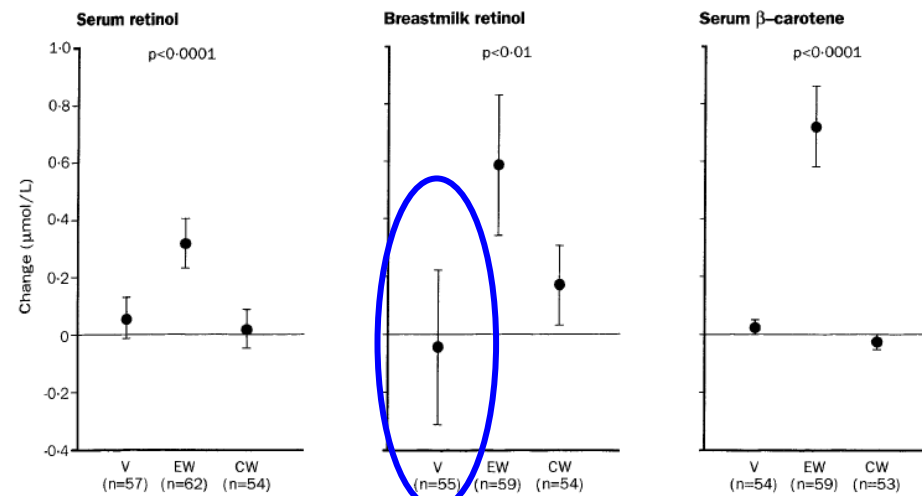 Serum retinol
p<0·0001
Breastmilk retinol
p<0·01
Serum β–carotene
p<0·0001
Change (μmol/L)
1·0
0·8
0·6
0·4
0·2
0
-0·2
-0·4
V EW CW
(n=57) (n=62) (n=54)
V EW CW
(n=55) (n=59) (n=54)
V EW CW
(n=54) (n=59) (n=53)